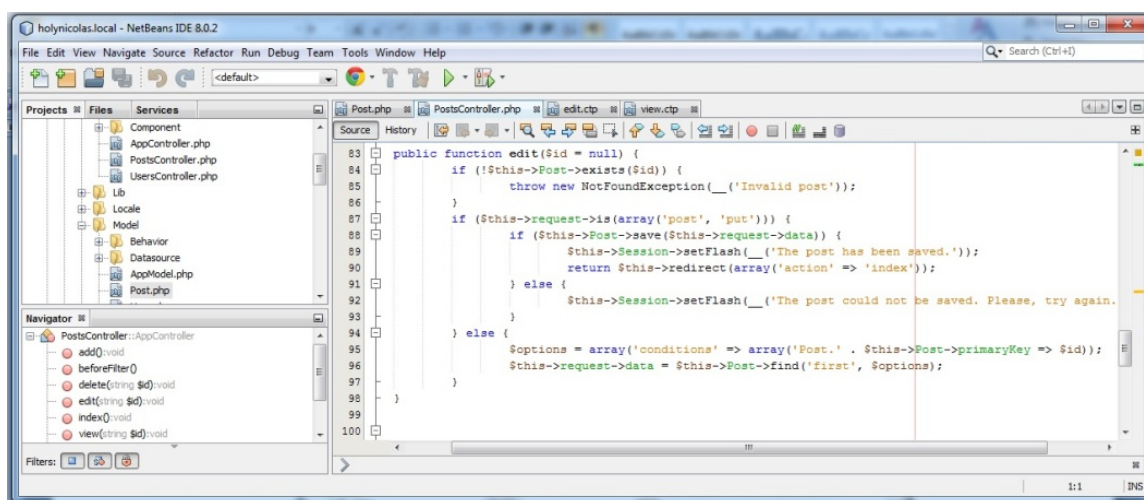 holynicolas.local - NetBeans IDE 8.0.2
File Edit View Navigate Source Refactor Run Debug Team Tools Window Help
Search (Ctrl+I)
<default>
Projects Files Services
Component
AppController.php
PostsController.php
UsersController.php
Lib
Locale
Model
Behavior
Datasource
AppModel.php
Post.php
Navigator
PostsController::AppController
add():void
beforeFilter()
delete(string $id):void
edit(string $id):void
index():void
view(string $id):void
Filters:
Post.php PostsController.php edit.ctp view.ctp
Source History
83 public function edit($id = null) {
84 if (!$this->Post->exists($id)) {
85 throw new NotFoundException(__('Invalid post'));
86 }
87 if ($this->request->is(array('post', 'put'))) {
88 if ($this->Post->save($this->request->data)) {
89 $this->Session->setFlash(__('The post has been saved.'));
90 return $this->redirect(array('action' => 'index'));
91 } else {
92 $this->Session->setFlash(__('The post could not be saved. Please, try again.
93 }
94 } else {
95 $options = array('conditions' => array('Post.' . $this->Post->primaryKey => $id));
96 $this->request->data = $this->Post->find('first', $options);
97 }
98 }
99
100
1:1 INS